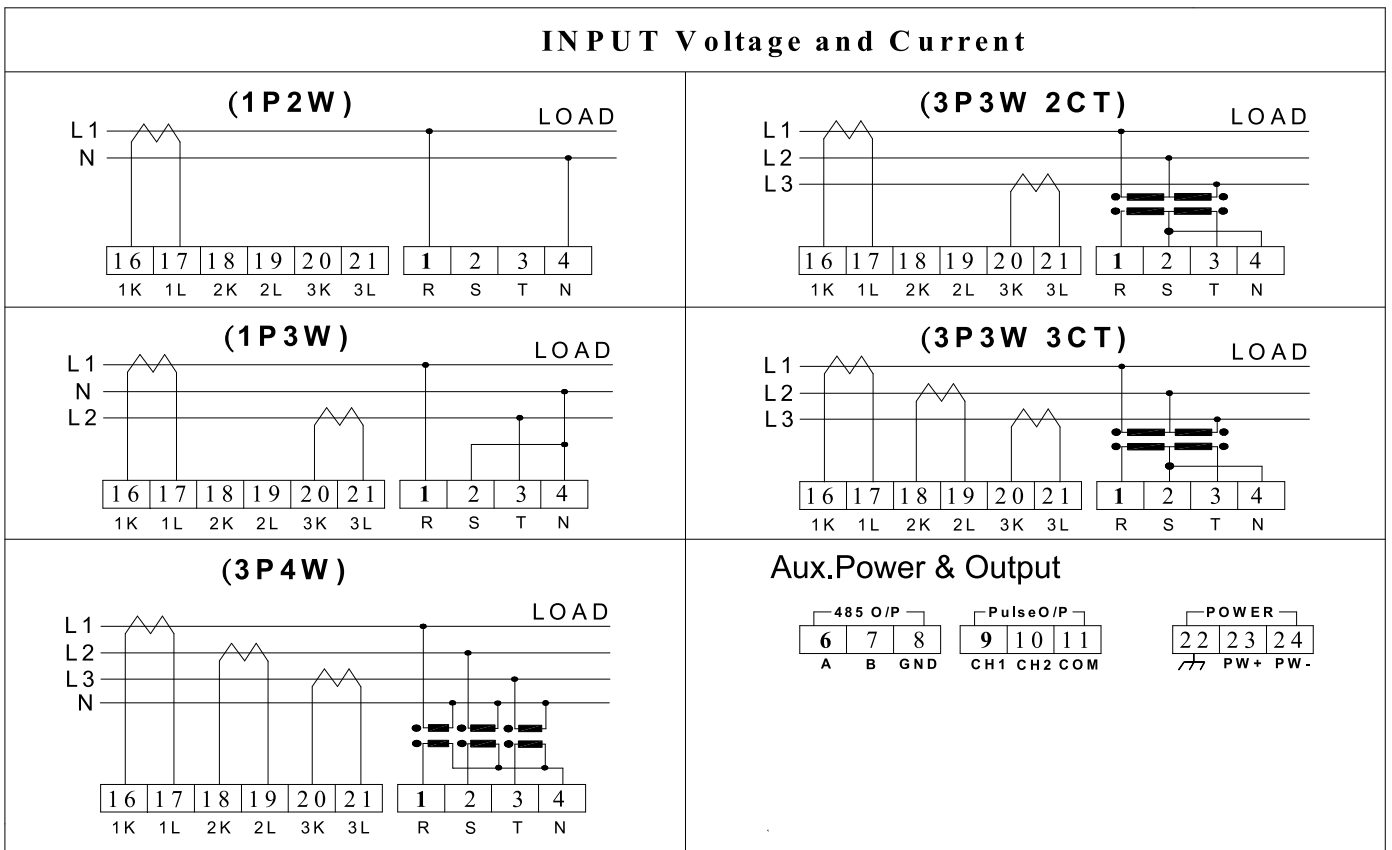 INPUT Voltage and Current
(1P2W)
LOAD
L1
N
16 17 18 19 20 21 1 2 3 4
1K 1L 2K 2L 3K 3L R S T N
(3P3W 2CT)
LOAD
L1
L2
L3
16 17 18 19 20 21 1 2 3 4
1K 1L 2K 2L 3K 3L R S T N
(1P3W)
LOAD
L1
N
L2
16 17 18 19 20 21 1 2 3 4
1K 1L 2K 2L 3K 3L R S T N
(3P3W 3CT)
LOAD
L1
L2
L3
16 17 18 19 20 21 1 2 3 4
1K 1L 2K 2L 3K 3L R S T N
(3P4W)
LOAD
L1
L2
L3
N
16 17 18 19 20 21 1 2 3 4
1K 1L 2K 2L 3K 3L R S T N
Aux.Power & Output
485 O/P PulseO/P POWER
6 7 8 9 10 11 22 23 24
A B GND CH1 CH2 COM PW+ PW-